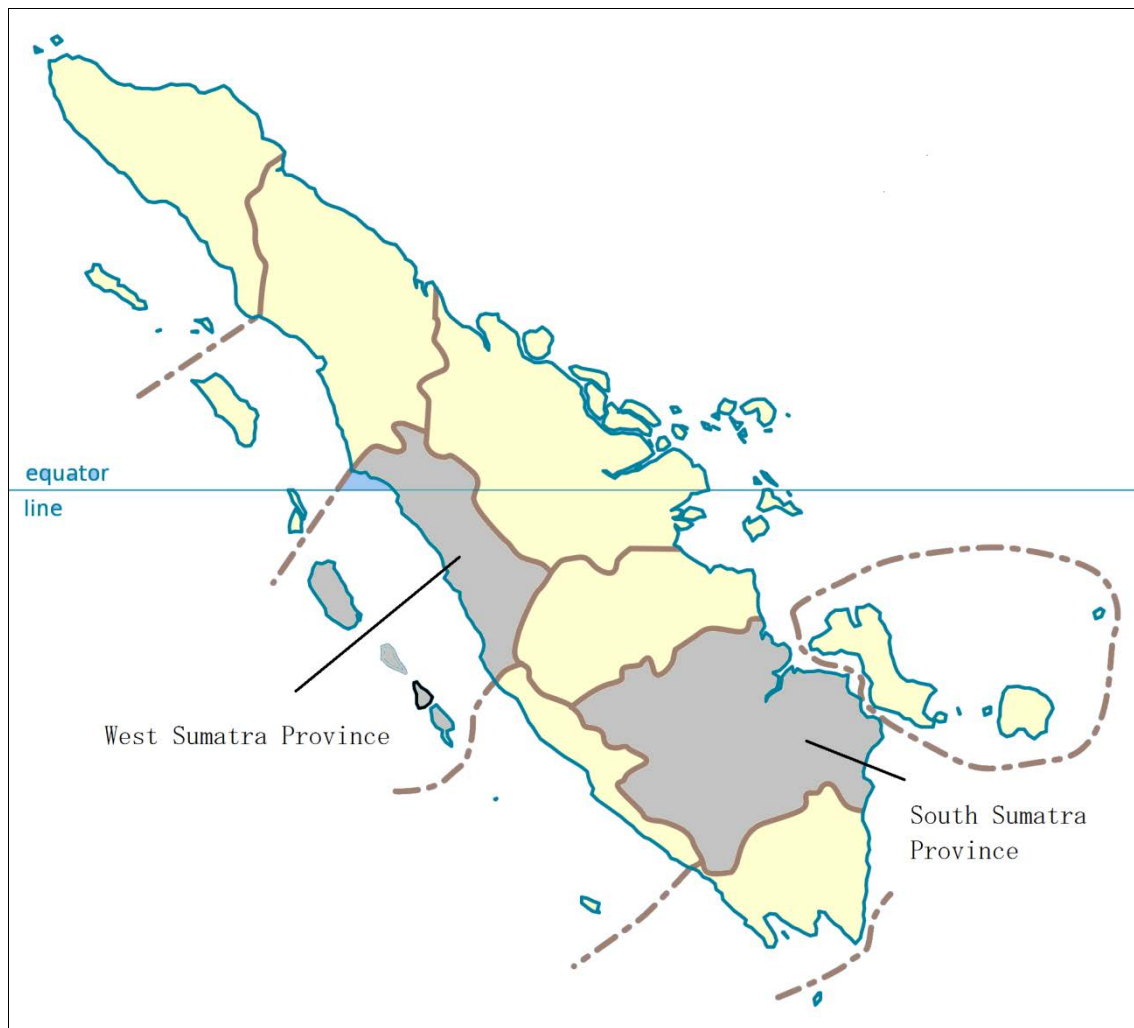 equator
line
West Sumatra Province
South Sumatra
Province